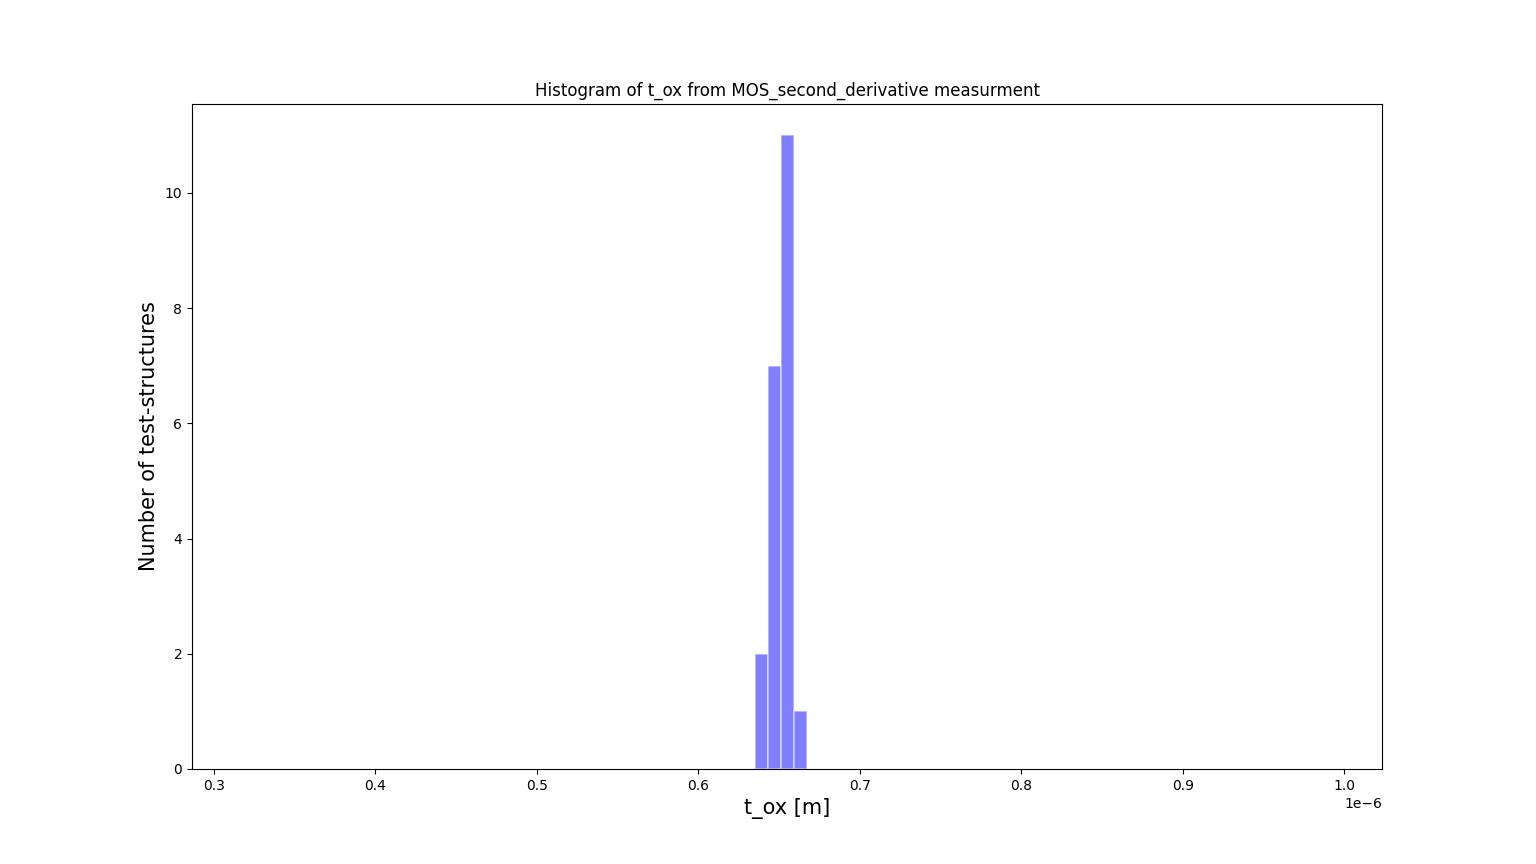 Histogram of t_ox from MOS_second_derivative measurment
Number of test-structures
10
8
6
4
2
0
0.3 0.4 0.5 0.6 0.7 0.8 0.9 1.0
1e−6
t_ox [m]